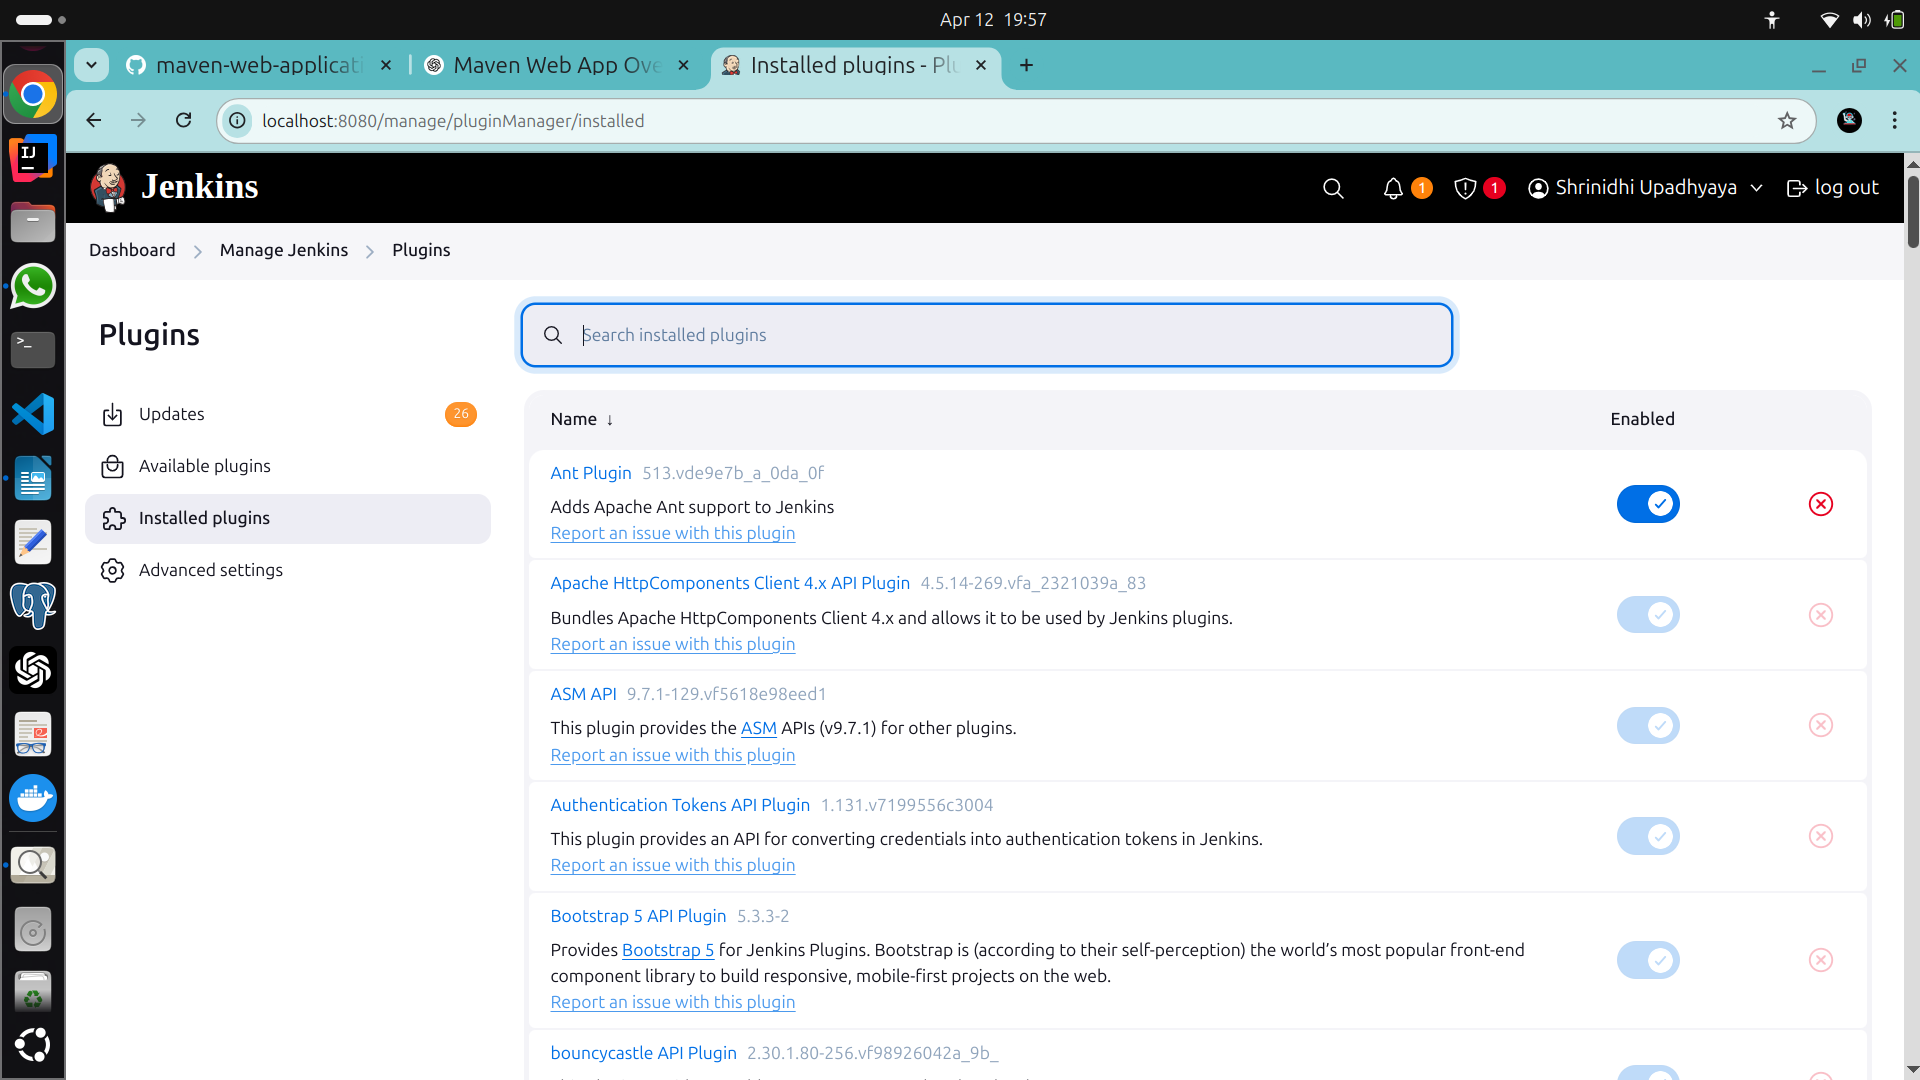 Apr 12 19:57
maven-web-applicati
Maven Web App Ove
Installed plugins - Plu
localhost:8080/manage/pluginManager/installed
Jenkins
1
1
Shrinidhi Upadhyaya
log out
Dashboard
Manage Jenkins
Plugins
Plugins
Search installed plugins
Updates
26
Available plugins
Installed plugins
Advanced settings
Name ↓
Enabled
Ant Plugin 513.vde9e7b_a_0da_0f
Adds Apache Ant support to Jenkins
Report an issue with this plugin
Apache HttpComponents Client 4.x API Plugin 4.5.14-269.vfa_2321039a_83
Bundles Apache HttpComponents Client 4.x and allows it to be used by Jenkins plugins.
Report an issue with this plugin
ASM API 9.7.1-129.vf5618e98eed1
This plugin provides the ASM APIs (v9.7.1) for other plugins.
Report an issue with this plugin
Authentication Tokens API Plugin 1.131.v7199556c3004
This plugin provides an API for converting credentials into authentication tokens in Jenkins.
Report an issue with this plugin
Bootstrap 5 API Plugin 5.3.3-2
Provides Bootstrap 5 for Jenkins Plugins. Bootstrap is (according to their self-perception) the world’s most popular front-end
component library to build responsive, mobile-first projects on the web.
Report an issue with this plugin
bouncycastle API Plugin 2.30.1.80-256.vf98926042a_9b_